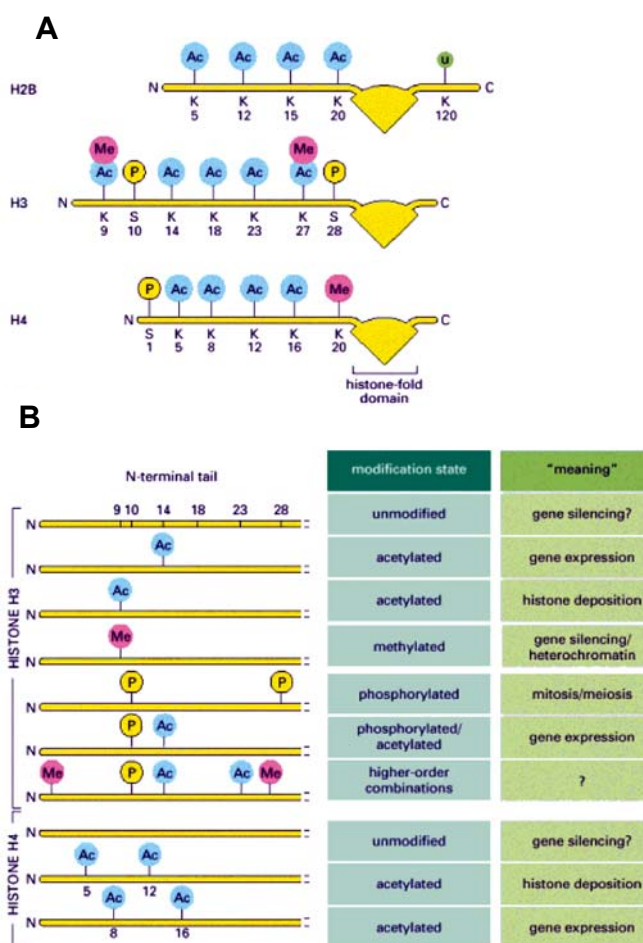 A
Ac Ac Ac Ac u
H2B N C
K K K K K
5 12 15 20 120
Me Me
Ac P Ac Ac Ac Ac P
H3 N C
K S K K K K S
9 10 14 18 23 27 28
P Ac Ac Ac Ac Me
H4 N C
S K K K K K
1 5 8 12 16 20
histone-fold
domain
B
N-terminal tail modification state "meaning"
9 10 14 18 23 28
N unmodified gene silencing?
Ac
N acetylated gene expression
Ac
N acetylated histone deposition
HISTONE H3
Me
N methylated gene silencing/
heterochromatin
P P
N phosphorylated mitosis/meiosis
P Ac
N phosphorylated/
acetylated gene expression
Me P Ac Ac Me
N higher-order
combinations ?
HISTONE H4
N unmodified gene silencing?
Ac Ac
N acetylated histone deposition
5 12
Ac Ac
N acetylated gene expression
8 16